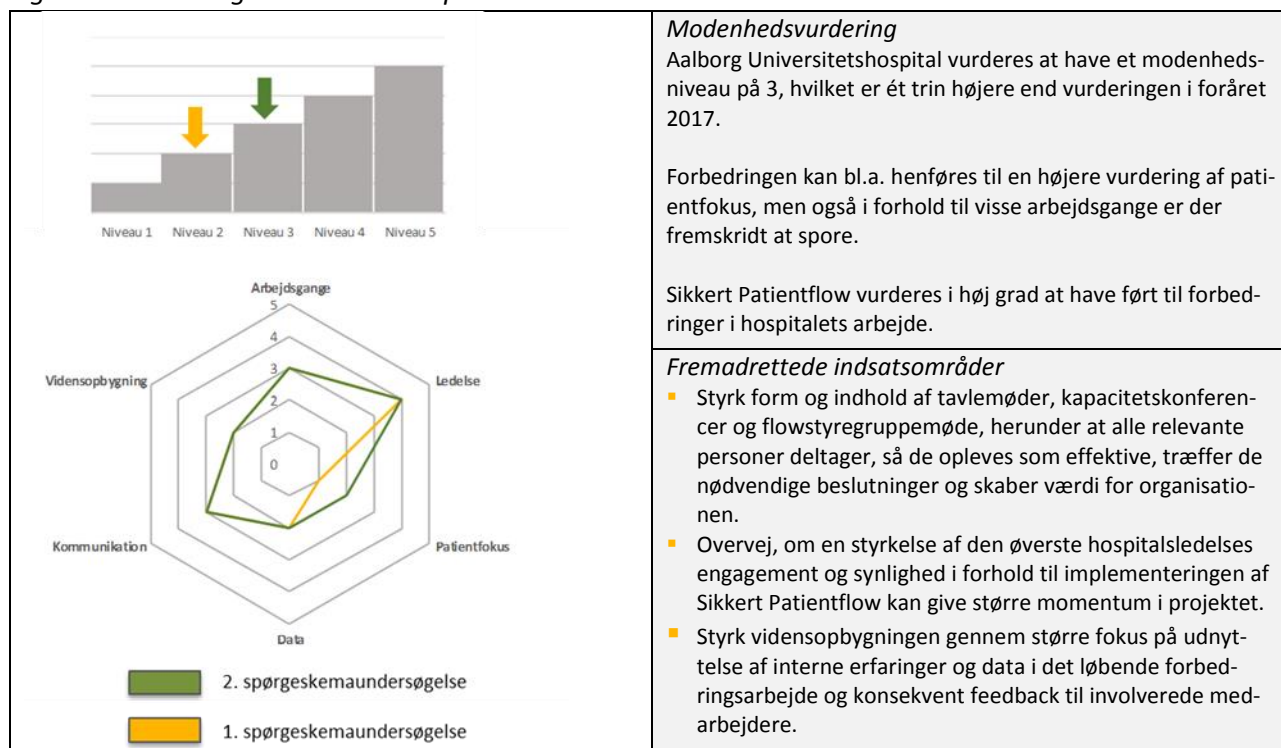 Modenhedsvurdering
Aalborg Universitetshospital vurderes at have et modenheds-
niveau på 3, hvilket er ét trin højere end vurderingen i foråret
2017.
Forbedringen kan bl.a. henføres til en højere vurdering af pati-
entfokus, men også i forhold til visse arbejdsgange er der
fremskridt at spore.
Sikkert Patientflow vurderes i høj grad at have ført til forbed-
ringer i hospitalets arbejde.
Niveau 1 Niveau 2 Niveau 3 Niveau 4 Niveau 5
Arbejdsgange
5
4
3
2
1
0
Vidensopbygning
Ledelse
Kommunikation
Patientfokus
Data
2. spørgeskemaundersøgelse
1. spørgeskemaundersøgelse
Fremadrettede indsatsområder
Styrk form og indhold af tavlemøder, kapacitetskonferen-
cer og flowstyregruppemøde, herunder at alle relevante
personer deltager, så de opleves som effektive, træffer de
nødvendige beslutninger og skaber værdi for organisatio-
nen.
Overvej, om en styrkelse af den øverste hospitalsledelses
engagement og synlighed i forhold til implementeringen af
Sikkert Patientflow kan give større momentum i projektet.
Styrk vidensopbygningen gennem større fokus på udnyt-
telse af interne erfaringer og data i det løbende forbed-
ringsarbejde og konsekvent feedback til involverede med-
arbejdere.